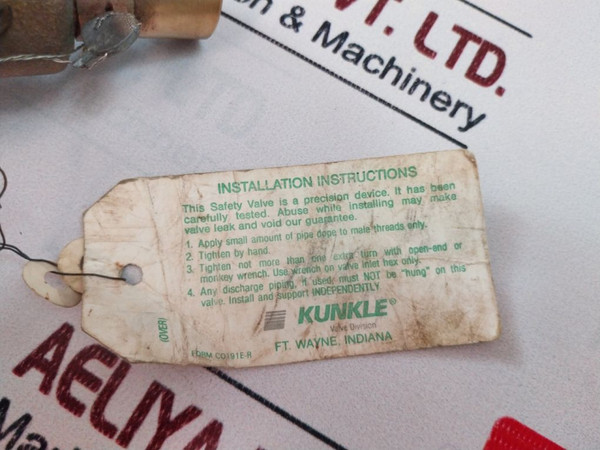 VT. LTD.
on & Machinery
INSTALLATION INSTRUCTIONS
This Safety Valve is a precision device. It has been
carefully tested. Abuse while installing may make
valve leak and void our guarantee.
1. Apply small amount of pipe dope to male threads only.
2. Tighten by hand.
3. Tighten not more than one extra turn with open-end or
monkey wrench. Use wrench on valve inlet hex only.
4. Any discharge piping, if used, must NOT be "hung" on this
valve. Install and support INDEPENDENTLY.
KUNKLE®
Valve Division
FT. WAYNE, INDIANA
(OVER)
FORM C0191E-R
AELIYA